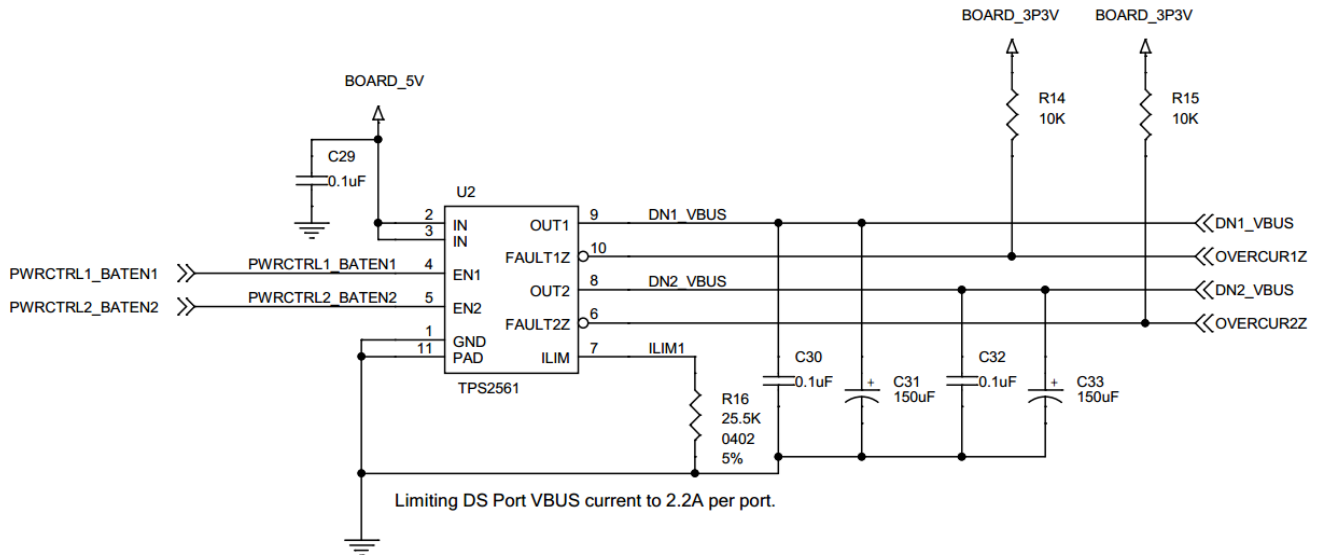 BOARD_3P3V
BOARD_3P3V
BOARD_5V
R14
10K
R15
10K
C29
0.1uF
U2
2
IN
3
IN
OUT1
9
DN1_VBUS
DN1_VBUS
FAULT1Z
10
OVERCUR1Z
PWRCTRL1_BATEN1
PWRCTRL1_BATEN1
4
EN1
OUT2
8
DN2_VBUS
DN2_VBUS
PWRCTRL2_BATEN2
PWRCTRL2_BATEN2
5
EN2
FAULT2Z
6
OVERCUR2Z
1
GND
11
PAD
ILIM
7
ILIM1
TPS2561
C30
0.1uF
+
C31
150uF
C32
0.1uF
+
C33
150uF
R16
25.5K
0402
5%
Limiting DS Port VBUS current to 2.2A per port.